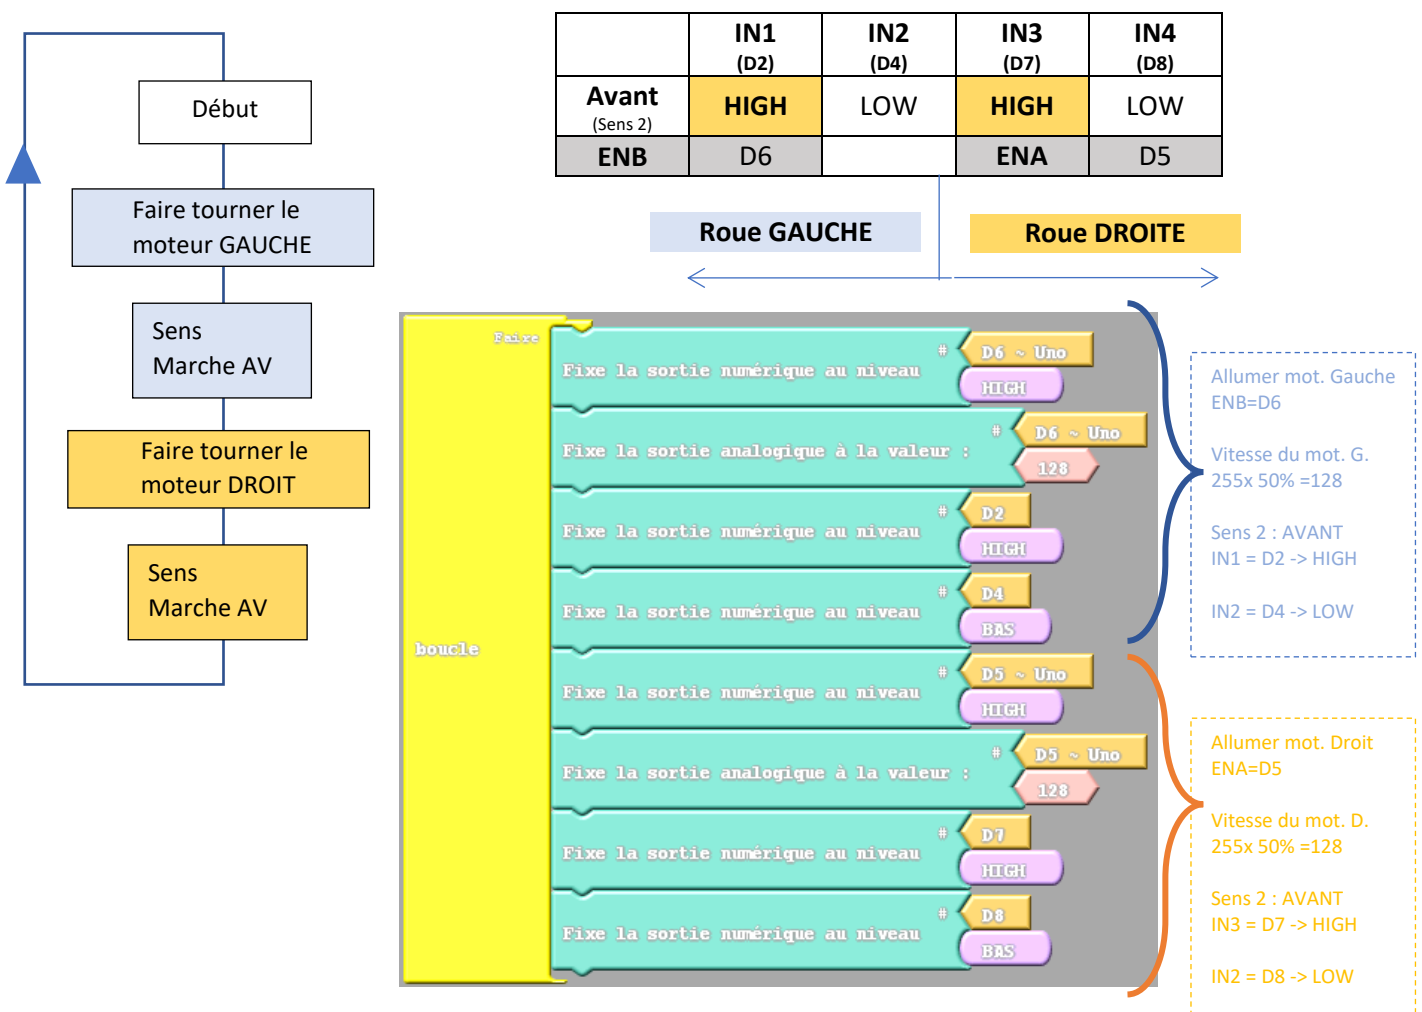 Début
Faire tourner le
moteur GAUCHE
Sens
Marche AV
Faire tourner le
moteur DROIT
Sens
Marche AV
IN1 IN2 IN3 IN4
(D2) (D4) (D7) (D8)
Avant HIGH LOW HIGH LOW
(Sens 2)
ENB D6 ENA D5
Roue GAUCHE Roue DROITE
Faire
boucle
Fixe la sortie numérique au niveau # D6 ~ Uno
HIGH
Fixe la sortie analogique à la valeur : # D6 ~ Uno
128
Fixe la sortie numérique au niveau # D2
HIGH
Fixe la sortie numérique au niveau # D4
BAS
Fixe la sortie numérique au niveau # D5 ~ Uno
HIGH
Fixe la sortie analogique à la valeur : # D5 ~ Uno
128
Fixe la sortie numérique au niveau # D7
HIGH
Fixe la sortie numérique au niveau # D8
BAS
Allumer mot. Gauche
ENB=D6
Vitesse du mot. G.
255x 50% =128
Sens 2 : AVANT
IN1 = D2 -> HIGH
IN2 = D4 -> LOW
Allumer mot. Droit
ENA=D5
Vitesse du mot. D.
255x 50% =128
Sens 2 : AVANT
IN3 = D7 -> HIGH
IN2 = D8 -> LOW